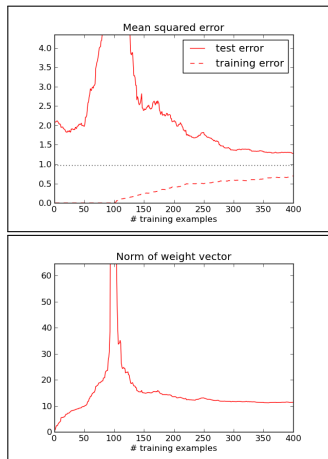 Mean squared error
4.0
3.5
3.0
2.5
2.0
1.5
1.0
0.5
0.0
test error
training error
0 50 100 150 200 250 300 350 400
# training examples
Norm of weight vector
60
50
40
30
20
10
0
0 50 100 150 200 250 300 350 400
# training examples